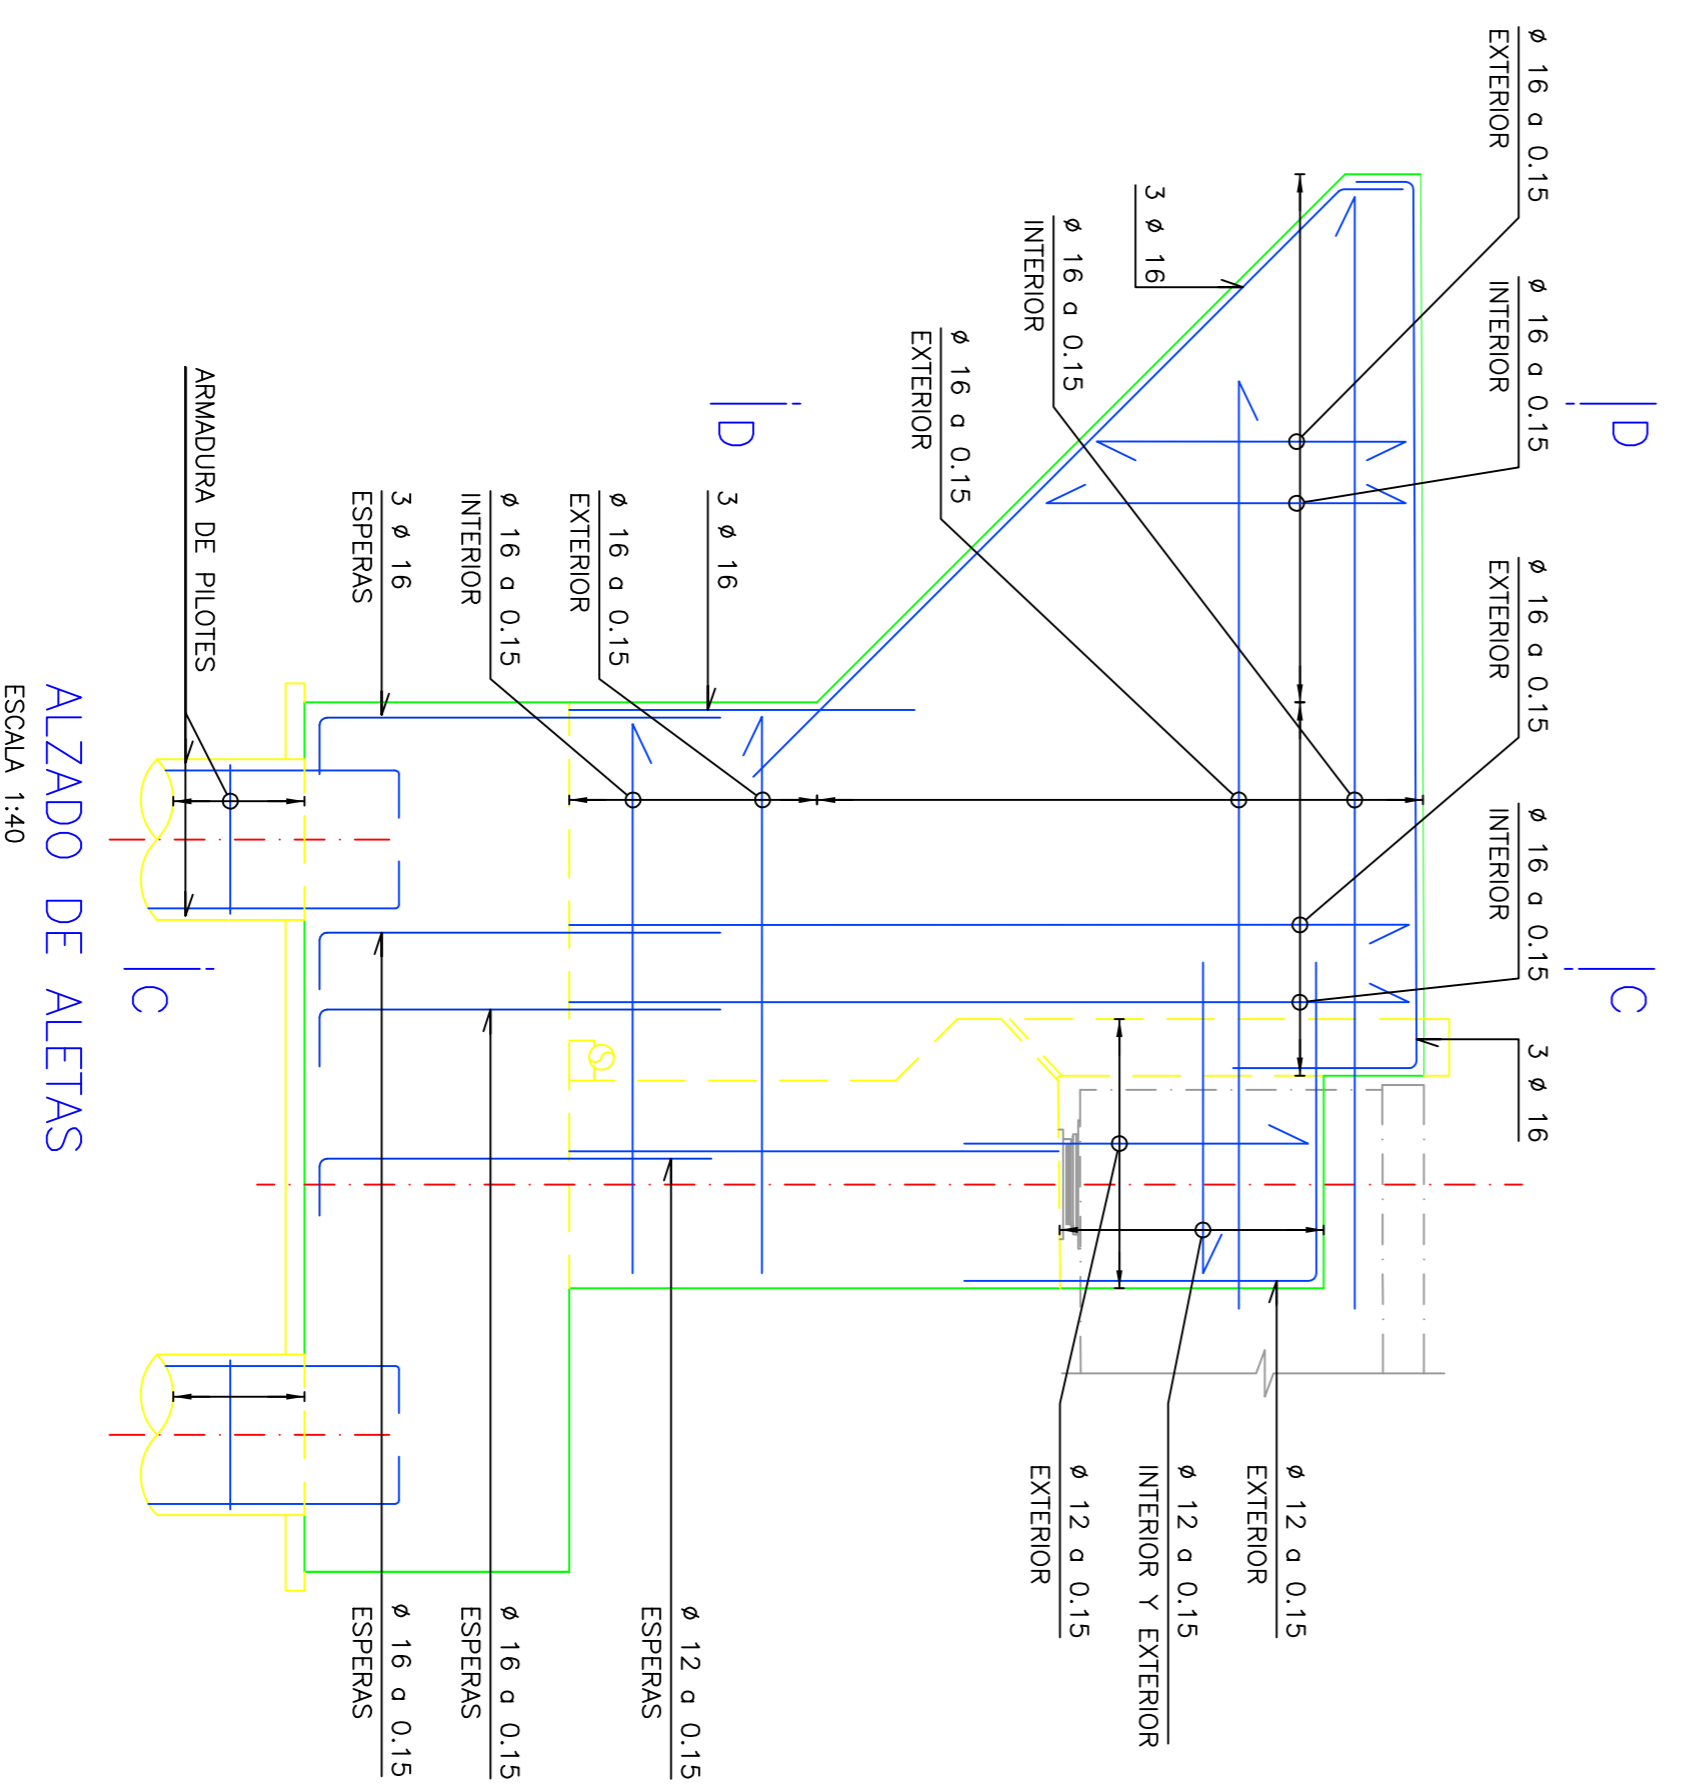 ø 16 a 0.15
EXTERIOR
ø 16 a 0.15
INTERIOR
ø 16 a 0.15
EXTERIOR
ø 16 a 0.15
INTERIOR
3 ø 16
D
C
3 ø 16
ø 16 a 0.15
INTERIOR
ø 16 a 0.15
EXTERIOR
ø 12 a 0.15
EXTERIOR
ø 12 a 0.15
INTERIOR Y EXTERIOR
ø 12 a 0.15
EXTERIOR
D
3 ø 16
ø 16 a 0.15
EXTERIOR
ø 16 a 0.15
INTERIOR
3 ø 16
ESPERAS
ø 12 a 0.15
ESPERAS
ø 16 a 0.15
ESPERAS
ø 16 a 0.15
ESPERAS
ARMADURA DE PILOTES
C
ALZADO DE ALETAS
ESCALA 1:40